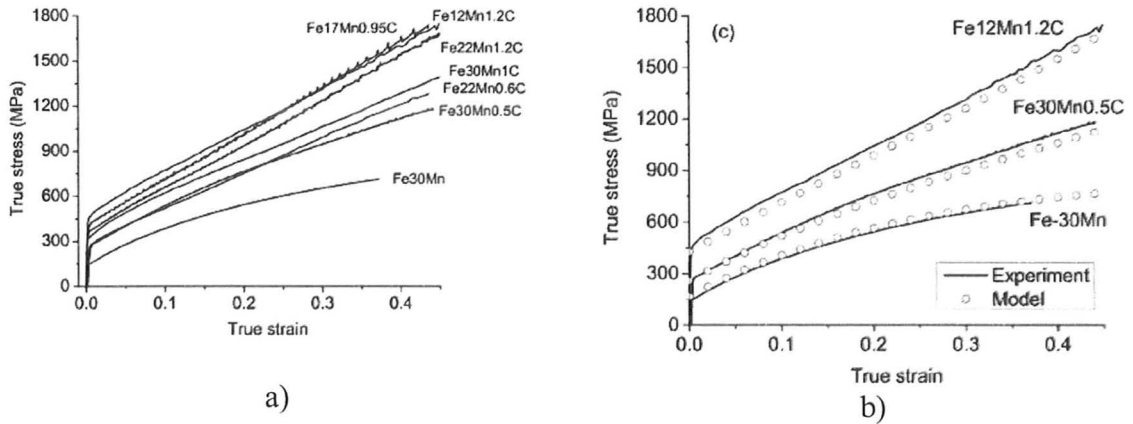 1800
1500
1200
900
600
300
0
True stress (MPa)
Fe17Mn0.95C
Fe12Mn1.2C
Fe22Mn1.2C
Fe30Mn1C
Fe22Mn0.6C
Fe30Mn0.5C
Fe30Mn
0.0 0.1 0.2 0.3 0.4
True strain
a)
1800
1500
1200
900
600
300
0
True stress (MPa)
(c)
Fe12Mn1.2C
Fe30Mn0.5C
Fe-30Mn
Experiment
Model
0.0 0.1 0.2 0.3 0.4
True strain
b)